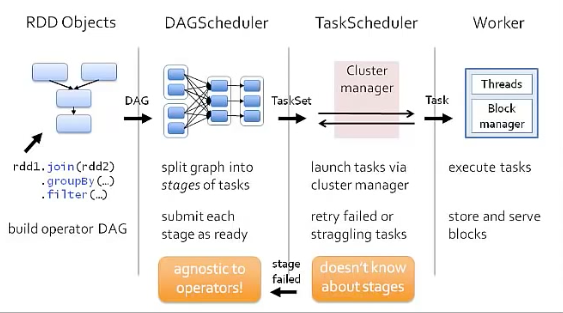 RDD Objects
DAGScheduler
TaskScheduler
Worker
DAG
TaskSet
Cluster
manager
Task
Threads
Block
manager
rdd1.join(rdd2)
.groupBy(…)
.filter(…)
build operator DAG
split graph into
stages of tasks
submit each
stage as ready
launch tasks via
cluster manager
retry failed or
straggling tasks
execute tasks
store and serve
blocks
agnostic to
operators!
stage
failed
doesn't know
about stages